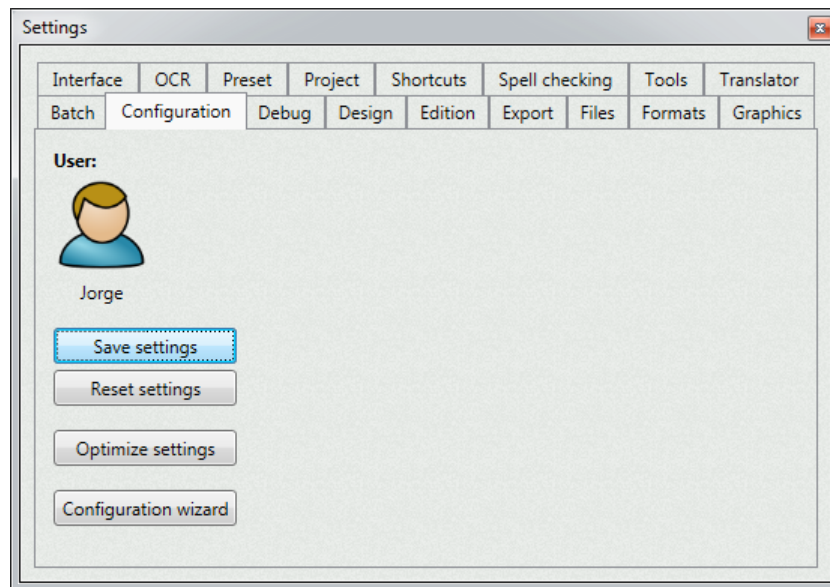 Settings
Interface OCR Preset Project Shortcuts Spell checking Tools Translator
Batch Configuration Debug Design Edition Export Files Formats Graphics
User:
Jorge
Save settings
Reset settings
Optimize settings
Configuration wizard